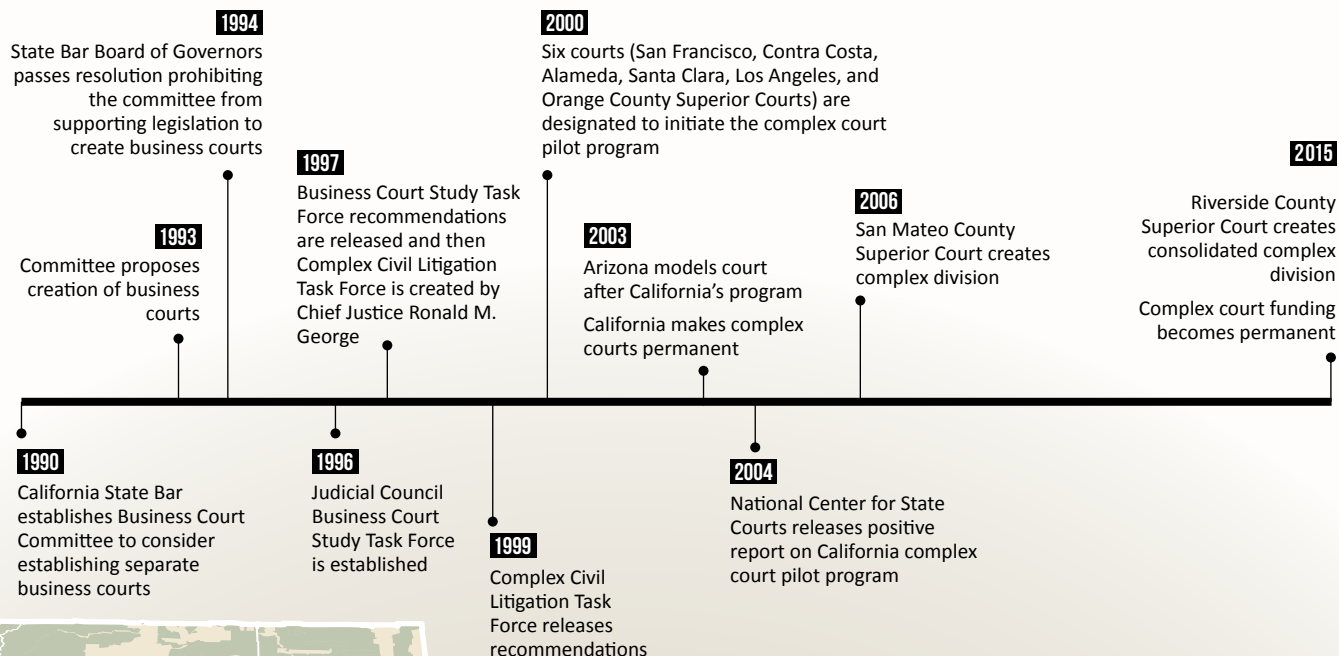 1994
State Bar Board of Governors
passes resolution prohibiting
the committee from
supporting legislation to
create business courts
2000
Six courts (San Francisco, Contra Costa,
Alameda, Santa Clara, Los Angeles, and
Orange County Superior Courts) are
designated to initiate the complex court
pilot program
2015
Riverside County
Superior Court creates
consolidated complex
division
Complex court funding
becomes permanent
1997
Business Court Study Task
Force recommendations
are released and then
Complex Civil Litigation
Task Force is created by
Chief Justice Ronald M.
George
2006
San Mateo County
Superior Court creates
complex division
1993
Committee proposes
creation of business
courts
2003
Arizona models court
after California’s program
California makes complex
courts permanent
1990
California State Bar
establishes Business Court
Committee to consider
establishing separate
business courts
1996
Judicial Council
Business Court
Study Task Force
is established
1999
Complex Civil
Litigation Task
Force releases
recommendations
2004
National Center for State
Courts releases positive
report on California complex
court pilot program